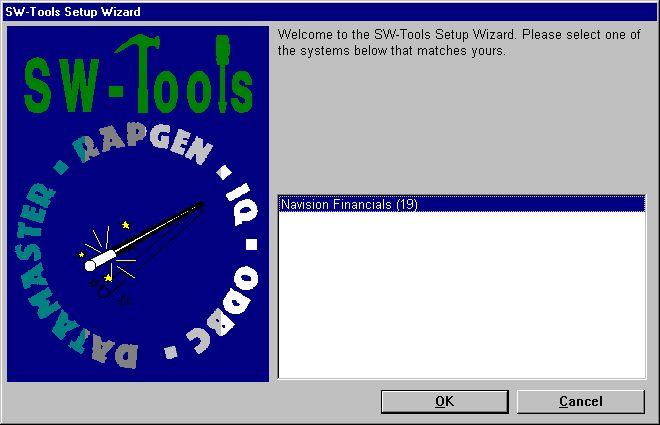 SW-Tools Setup Wizard
SW-Tools
DATAMASTER · RAPGEN · IQ · ODBC · DATA
Welcome to the SW-Tools Setup Wizard. Please select one of
the systems below that matches yours.
Navision Financials (19)
OK
Cancel